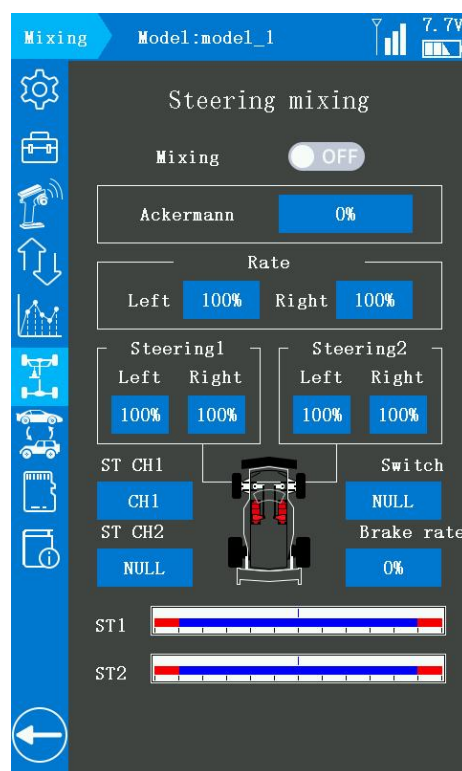 Mixing Model:model_1 7.7V
Steering mixing
Mixing OFF
Ackermann 0%
Rate
Left 100% Right 100%
Steering1 Steering2
Left Right Left Right
100% 100% 100% 100%
ST CH1 Switch
CH1 NULL
ST CH2 Brake rate
NULL 0%
ST1
ST2